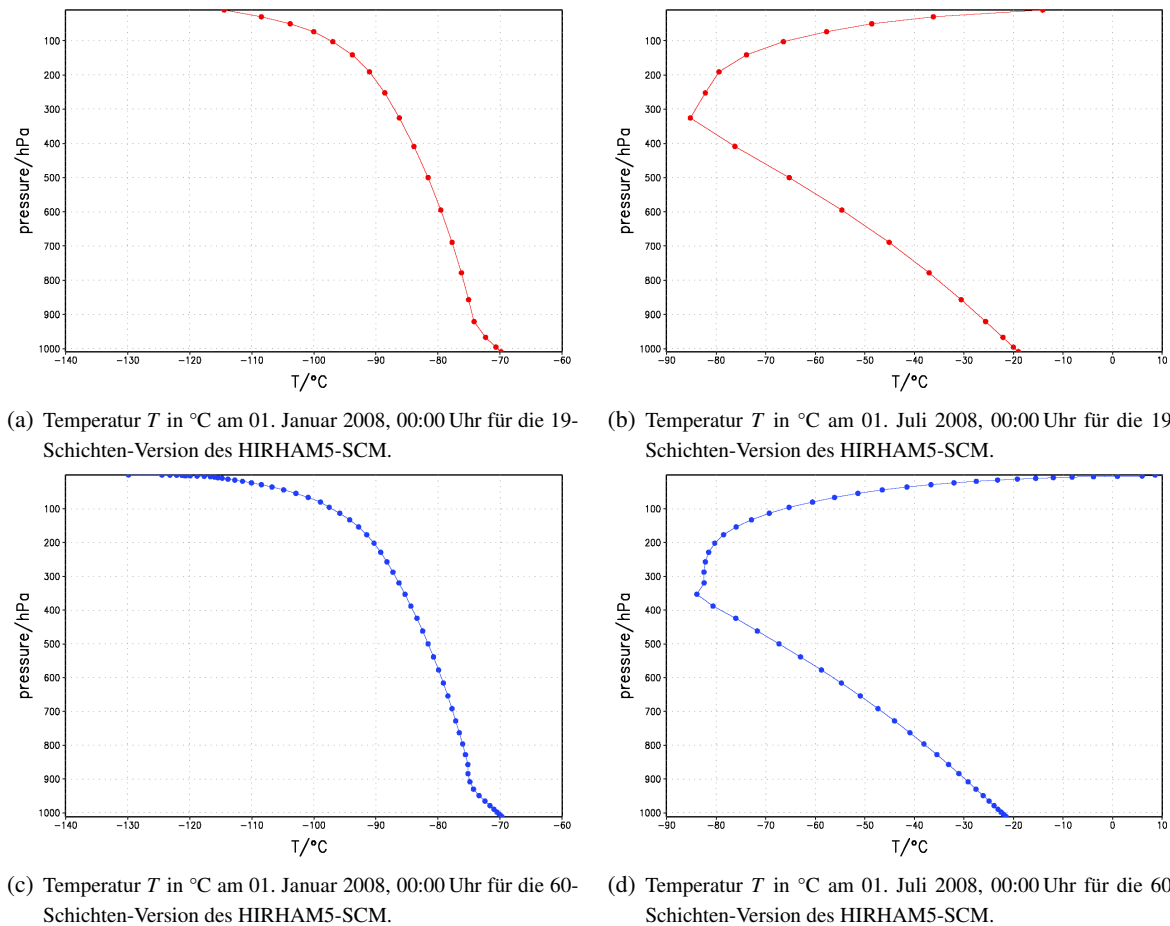 100
200
300
400
500
600
700
800
900
1000
pressure/hPa
−140 −130 −120 −110 −100 −90 −80 −70 −60
T/°C
(a) Temperatur T in °C am 01. Januar 2008, 00:00 Uhr für die 19-
Schichten-Version des HIRHAM5-SCM.
100
200
300
400
500
600
700
800
900
1000
pressure/hPa
−90 −80 −70 −60 −50 −40 −30 −20 −10 0 10
T/°C
(b) Temperatur T in °C am 01. Juli 2008, 00:00 Uhr für die 19
Schichten-Version des HIRHAM5-SCM.
100
200
300
400
500
600
700
800
900
1000
pressure/hPa
−140 −130 −120 −110 −100 −90 −80 −70 −60
T/°C
(c) Temperatur T in °C am 01. Januar 2008, 00:00 Uhr für die 60-
Schichten-Version des HIRHAM5-SCM.
100
200
300
400
500
600
700
800
900
1000
pressure/hPa
−90 −80 −70 −60 −50 −40 −30 −20 −10 0 10
T/°C
(d) Temperatur T in °C am 01. Juli 2008, 00:00 Uhr für die 60
Schichten-Version des HIRHAM5-SCM.